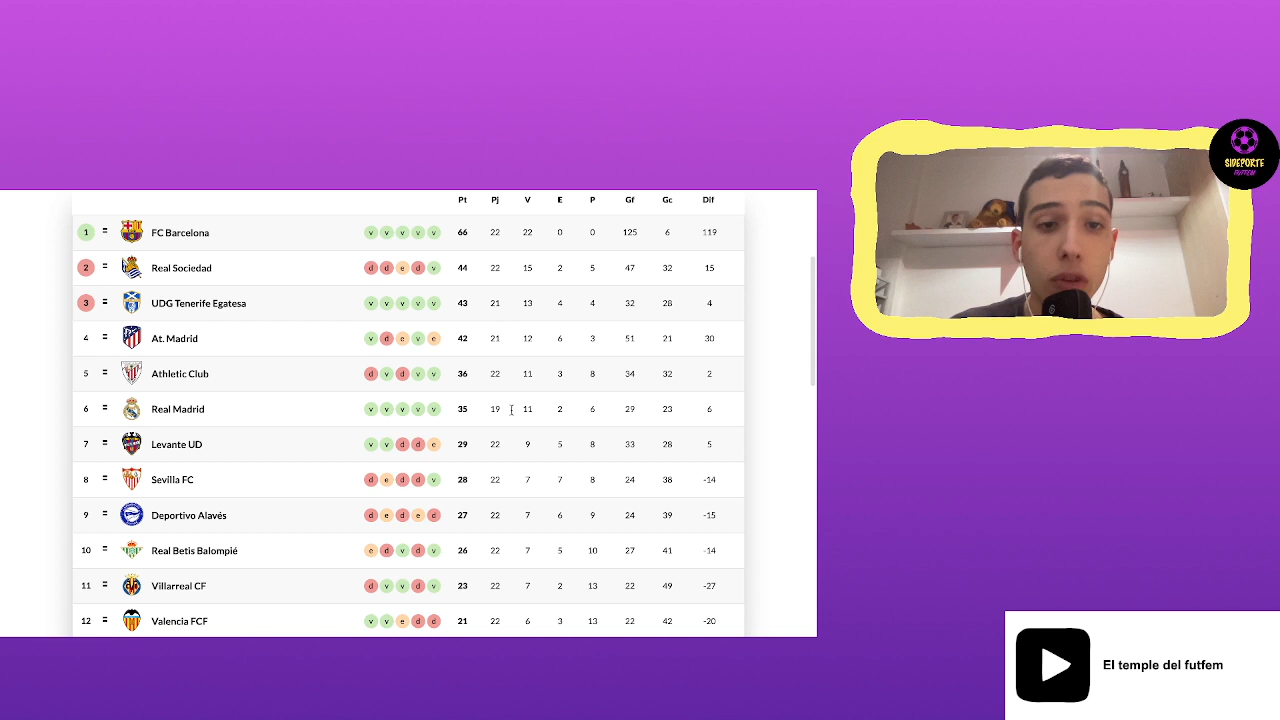 Pt Pj V E P Gf Gc Dif
1 = FC Barcelona v v v v v 66 22 22 0 0 125 6 119
2 = Real Sociedad d d e d v 44 22 15 2 5 47 32 15
3 = UDG Tenerife Egatesa v v v v v 43 21 13 4 4 32 28 4
4 = At. Madrid v d e v e 42 21 12 6 3 51 21 30
5 = Athletic Club d v d v v 36 22 11 3 8 34 32 2
6 = Real Madrid v v v v v 35 19 11 2 6 29 23 6
7 = Levante UD v v d d e 29 22 9 5 8 33 28 5
8 = Sevilla FC d e d d v 28 22 7 7 8 24 38 -14
9 = Deportivo Alavés d e d e d 27 22 7 6 9 24 39 -15
10 = Real Betis Balompié e d v d v 26 22 7 5 10 27 41 -14
11 = Villarreal CF d v v d v 23 22 7 2 13 22 49 -27
12 = Valencia FCF v v e d d 21 22 6 3 13 22 42 -20
SIDEPORTE
FUTFEM
El temple del futfem